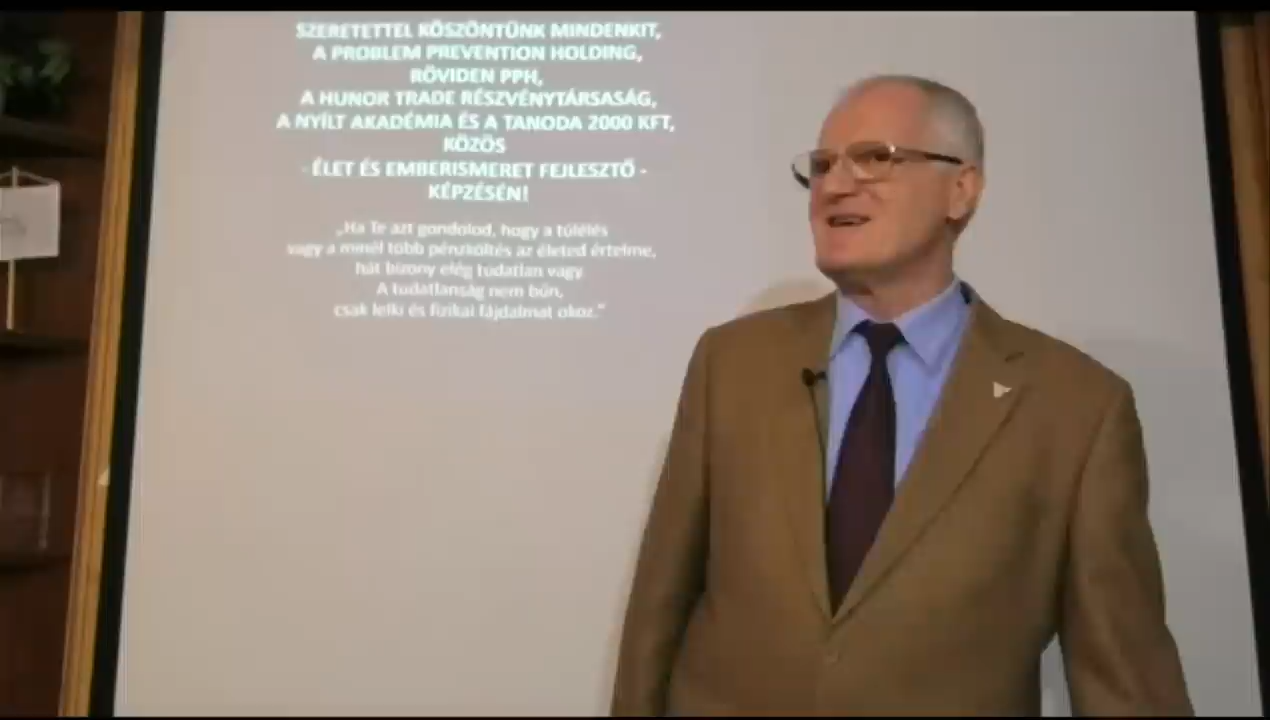 SZERETETTEL KÖSZÖNTÜNK MINDENKIT,
A PROBLEM PREVENTION HOLDING,
RÖVIDEN PPH,
A HUNOR TRADE RÉSZVÉNYTÁRSASÁG,
A NYÍLT AKADÉMIA ÉS A TANODA 2000 KFT,
KÖZÖS
- ÉLET ÉS EMBERISMERET FEJLESZTŐ -
KÉPZÉSÉN!
„Ha Te azt gondolod, hogy a túlélés
vagy a minél több pénzköltés az életed értelme,
hát bizony elég tudatlan vagy.
A tudatlanság nem bűn,
csak lelki és fizikai fájdalmat okoz.”